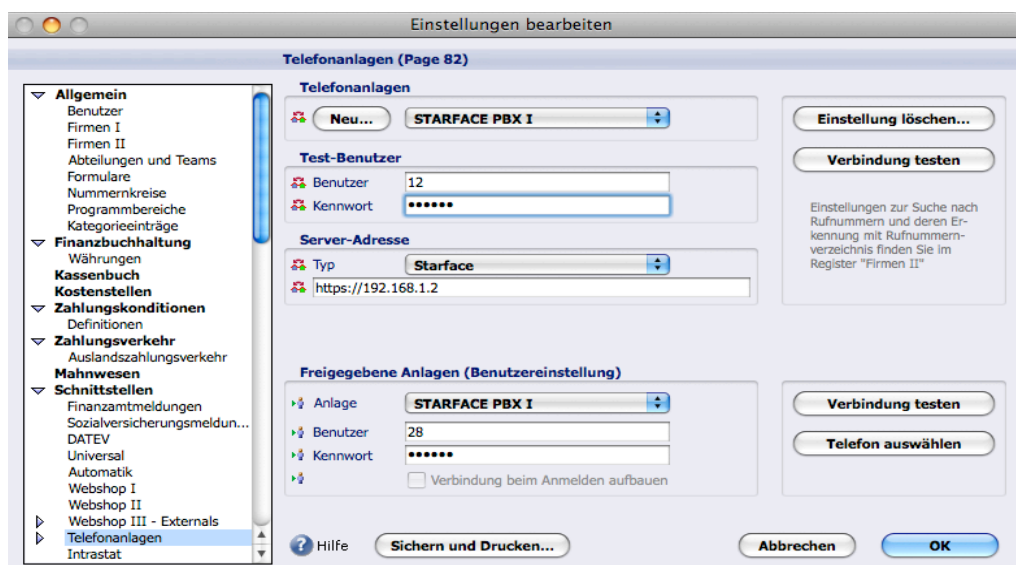 Einstellungen bearbeiten
Telefonanlagen (Page 82)
Allgemein
Benutzer
Firmen I
Firmen II
Abteilungen und Teams
Formulare
Nummernkreise
Programmbereiche
Kategorieeinträge
Finanzbuchhaltung
Währungen
Kassenbuch
Kostenstellen
Zahlungskonditionen
Definitionen
Zahlungsverkehr
Auslandszahlungsverkehr
Mahnwesen
Schnittstellen
Finanzamtmeldungen
Sozialversicherungsmeldun...
DATEV
Universal
Automatik
Webshop I
Webshop II
Webshop III - Externals
Telefonanlagen
Intrastat
Telefonanlagen
Neu... STARFACE PBX I
Test-Benutzer
Benutzer 12
Kennwort ••••••
Server-Adresse
Typ Starface
https://192.168.1.2
Einstellung löschen...
Verbindung testen
Einstellungen zur Suche nach
Rufnummern und deren Er-
kennung mit Rufnummern-
verzeichnis finden Sie im
Register "Firmen II"
Freigegebene Anlagen (Benutzereinstellung)
Anlage STARFACE PBX I
Benutzer 28
Kennwort ••••••
Verbindung beim Anmelden aufbauen
Verbindung testen
Telefon auswählen
? Hilfe Sichern und Drucken... Abbrechen OK